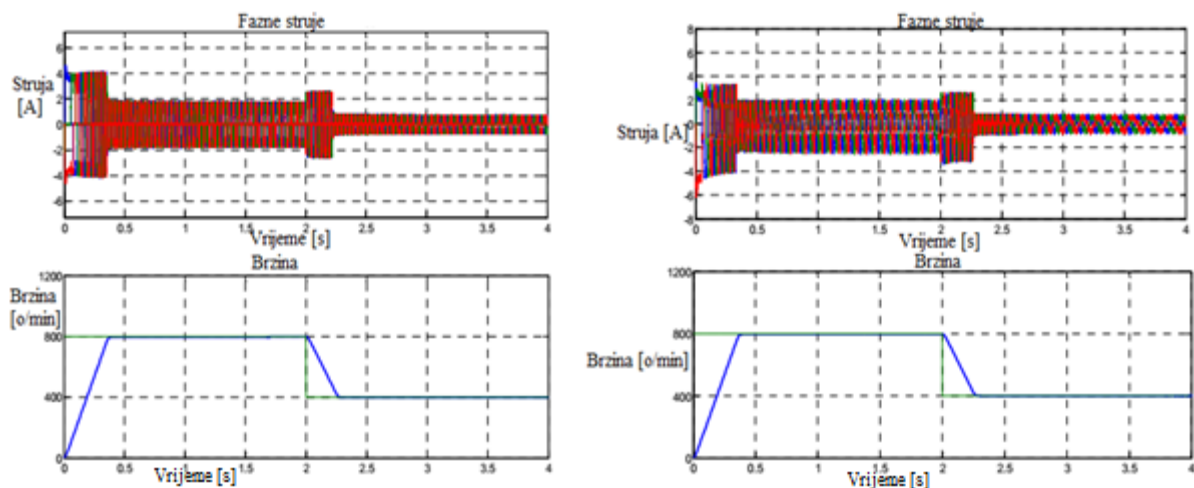 Fazne struje
6
4
Struja
[A]
2
0
-2
-4
-6
0 0.5 1 1.5 2 2.5 3 3.5 4
Vrijeme [s]
Brzina
1200
Brzina
[o/min]
800
400
0
0 0.5 1 1.5 2 2.5 3 3.5 4
Vrijeme [s]
Fazne struje
8
6
4
2
0
Struja [A]
-2
-4
-6
-8
0 0.5 1 1.5 2 2.5 3 3.5 4
Vrijeme [s]
Brzina
1200
800
Brzina [o/min]
400
0
0 0.5 1 1.5 2 2.5 3 3.5 4
Vrijeme [s]